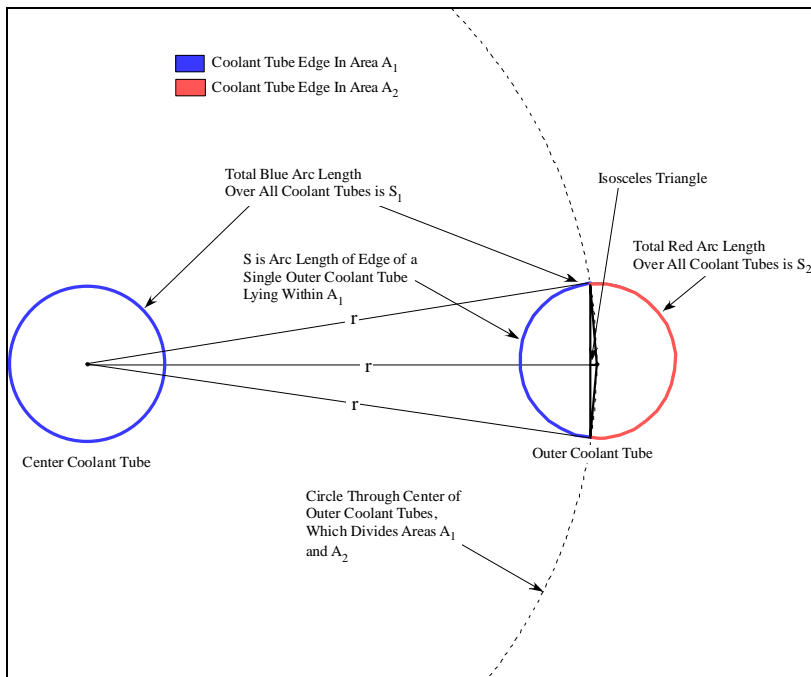 Coolant Tube Edge In Area A1
Coolant Tube Edge In Area A2
Total Blue Arc Length
Over All Coolant Tubes is S1
Isosceles Triangle
S is Arc Length of Edge of a
Single Outer Coolant Tube
Lying Within A1
Total Red Arc Length
Over All Coolant Tubes is S2
r
r
r
Center Coolant Tube
Outer Coolant Tube
Circle Through Center of
Outer Coolant Tubes,
Which Divides Areas A1
and A2